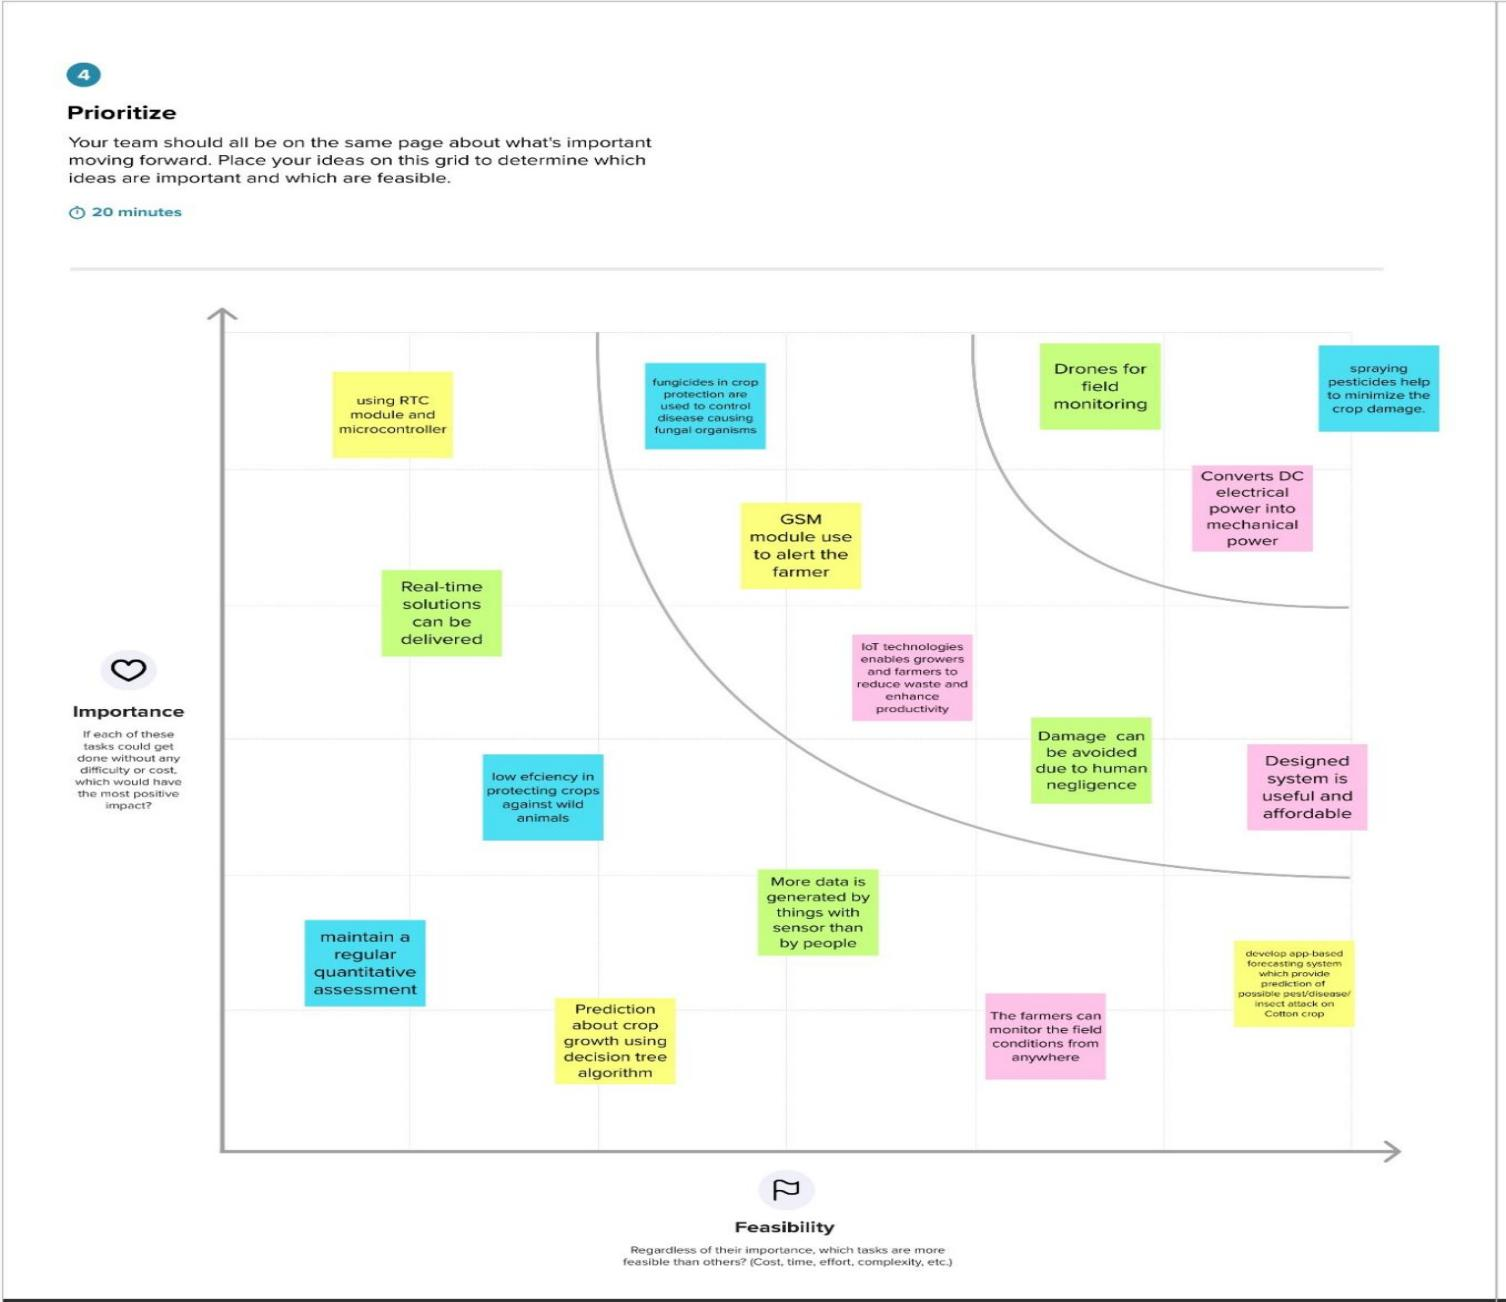 4
Prioritize
Your team should all be on the same page about what's important
moving forward. Place your ideas on this grid to determine which
ideas are important and which are feasible.
20 minutes
using RTC
module and
microcontroller
fungicides in crop
protection are
used to control
disease causing
fungal organisms
Drones for
field
monitoring
spraying
pesticides help
to minimize the
crop damage.
Converts DC
electrical
power into
mechanical
power
GSM
module use
to alert the
farmer
Real-time
solutions
can be
delivered
IoT technologies
enables growers
and farmers to
reduce waste and
enhance
productivity
Importance
If each of these
tasks could get
done without any
difficulty or cost,
which would have
the most positive
impact?
Damage can
be avoided
due to human
negligence
Designed
system is
useful and
affordable
low efciency in
protecting crops
against wild
animals
More data is
generated by
things with
sensor than
by people
maintain a
regular
quantitative
assessment
develop app-based
forecasting system
which provide
prediction of
possible pest/disease/
insect attack on
Cotton crop
Prediction
about crop
growth using
decision tree
algorithm
The farmers can
monitor the field
conditions from
anywhere
Feasibility
Regardless of their importance, which tasks are more
feasible than others? (Cost, time, effort, complexity, etc.)